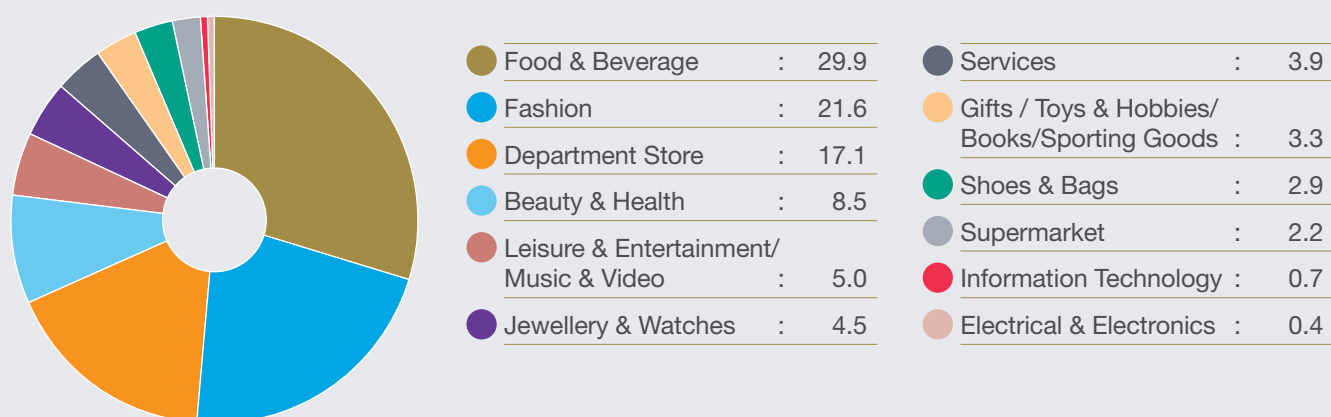 Food & Beverage : 29.9
Fashion : 21.6
Department Store : 17.1
Beauty & Health : 8.5
Leisure & Entertainment/
Music & Video : 5.0
Jewellery & Watches : 4.5
Services : 3.9
Gifts / Toys & Hobbies/
Books/Sporting Goods : 3.3
Shoes & Bags : 2.9
Supermarket : 2.2
Information Technology : 0.7
Electrical & Electronics : 0.4